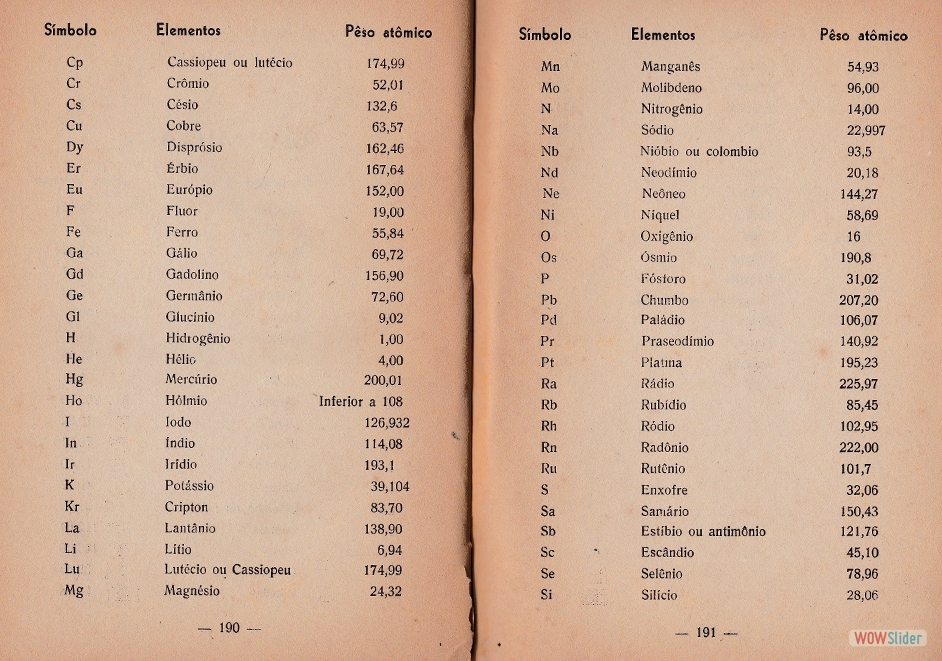 Símbolo Elementos Pêso atômico
Cp Cassiopeu ou lutécio 174,99
Cr Crômio 52,01
Cs Césio 132,6
Cu Cobre 63,57
Dy Disprósio 162,46
Er Érbio 167,64
Eu Európio 152,00
F Fluor 19,00
Fe Ferro 55,84
Ga Gálio 69,72
Gd Gadolíno 156,90
Ge Germânio 72,60
Gl Glucínio 9,02
H Hidrogênio 1,00
He Hélio 4,00
Hg Mercúrio 200,01
Ho Hólmio Inferior a 108
I Iodo 126,932
In Índio 114,08
Ir Irídio 193,1
K Potássio 39,104
Kr Cripton 83,70
La Lantânio 138,90
Li Lítio 6,94
Lu Lutécio ou Cassiopeu 174,99
Mg Magnésio 24,32
— 190 —
Símbolo Elementos Pêso atômico
Mn Manganês 54,93
Mo Molibdeno 96,00
N Nitrogênio 14,00
Na Sódio 22,997
Nb Nióbio ou colombio 93,5
Nd Neodímio 20,18
Ne Neôneo 144,27
Ni Níquel 58,69
O Oxigênio 16
Os Ósmio 190,8
P Fósforo 31,02
Pb Chumbo 207,20
Pd Paládio 106,07
Pr Praseodímio 140,92
Pt Platina 195,23
Ra Rádio 225,97
Rb Rubídio 85,45
Rh Ródio 102,95
Rn Radônio 222,00
Ru Rutênio 101,7
S Enxofre 32,06
Sa Samário 150,43
Sb Estíbio ou antimônio 121,76
Sc Escândio 45,10
Se Selênio 78,96
Si Silício 28,06
— 191 —
WOWSlider